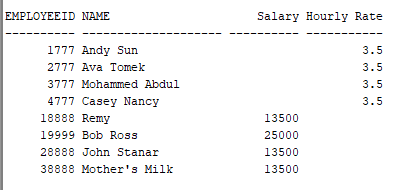 EMPLOYEEID NAME                 Salary Hourly Rate
---------- -------------------- ---------- -----------
      1777 Andy Sun                                3.5
      2777 Ava Tomek                               3.5
      3777 Mohammed Abdul                          3.5
      4777 Casey Nancy                             3.5
     18888 Remy                      13500
     19999 Bob Ross                  25000
     28888 John Stanar               13500
     38888 Mother's Milk             13500